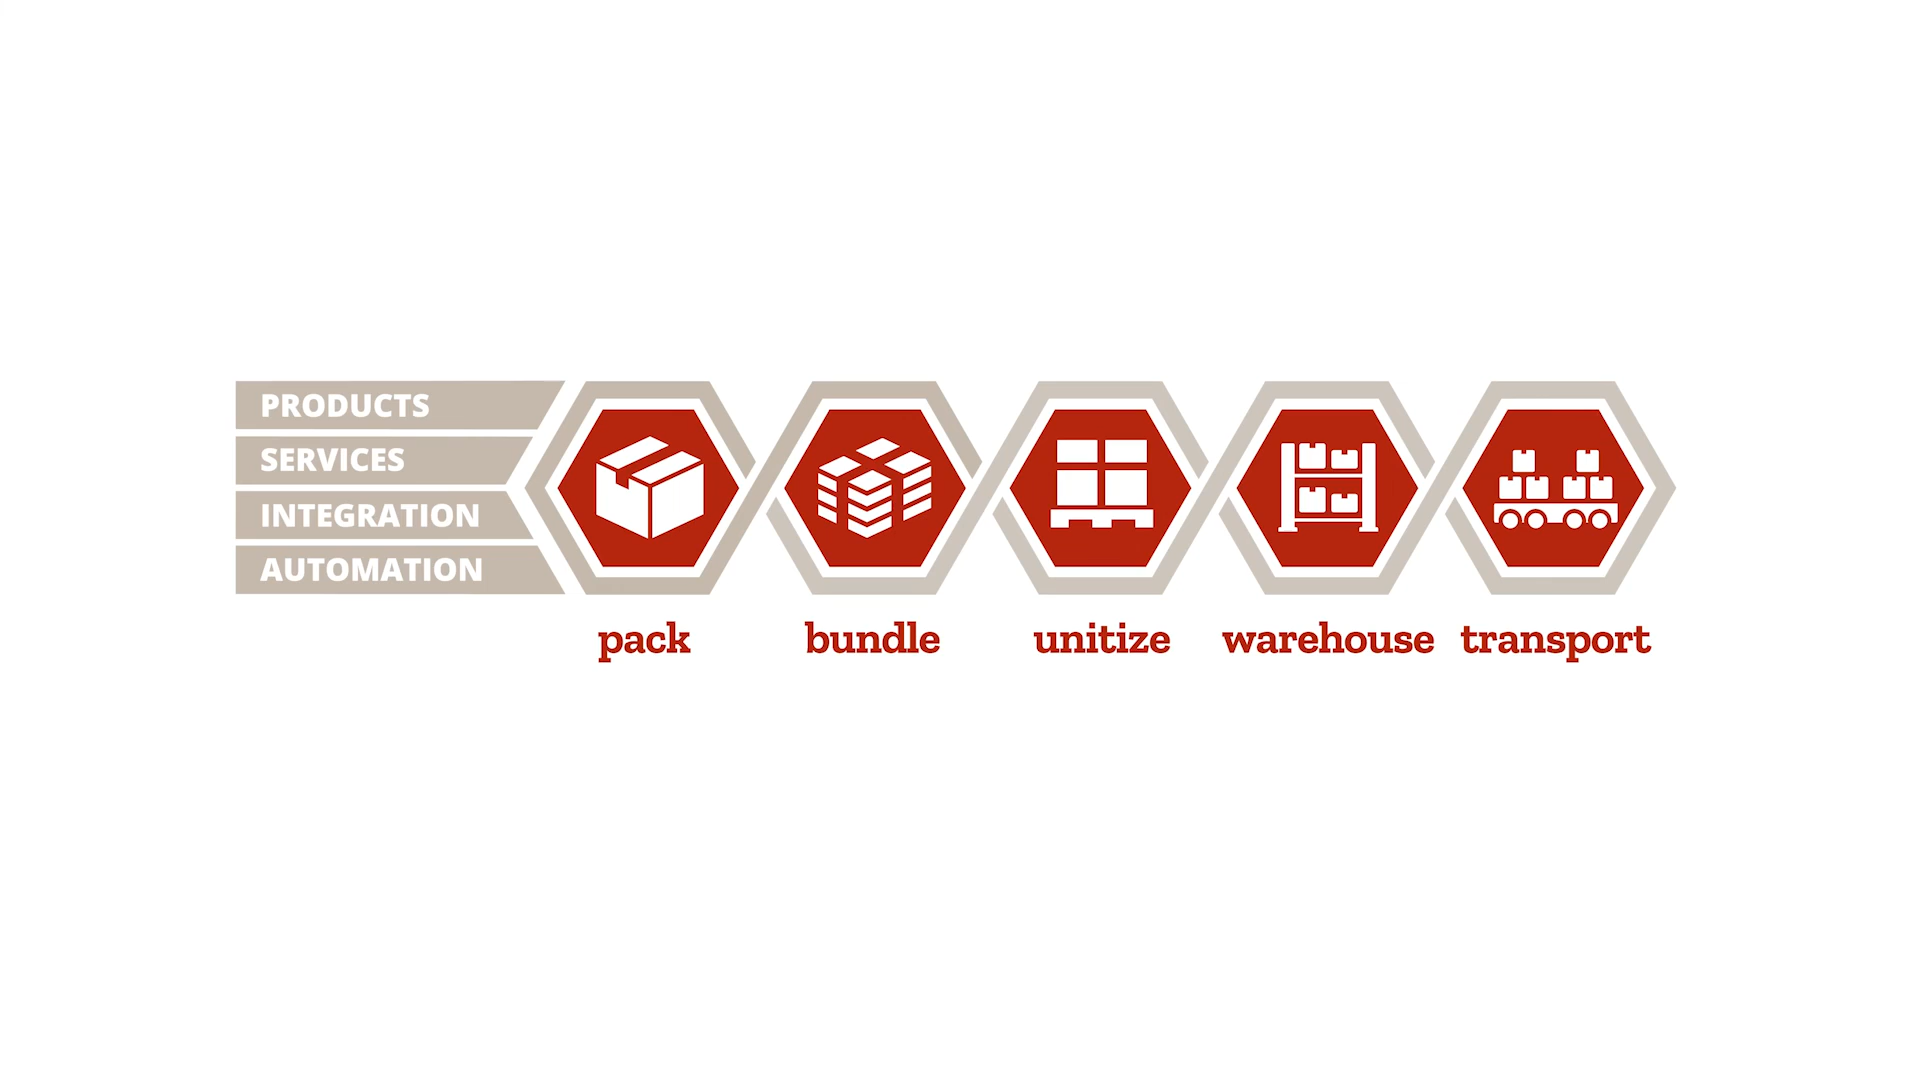 PRODUCTS
SERVICES
INTEGRATION
AUTOMATION
pack
bundle
unitize
warehouse
transport